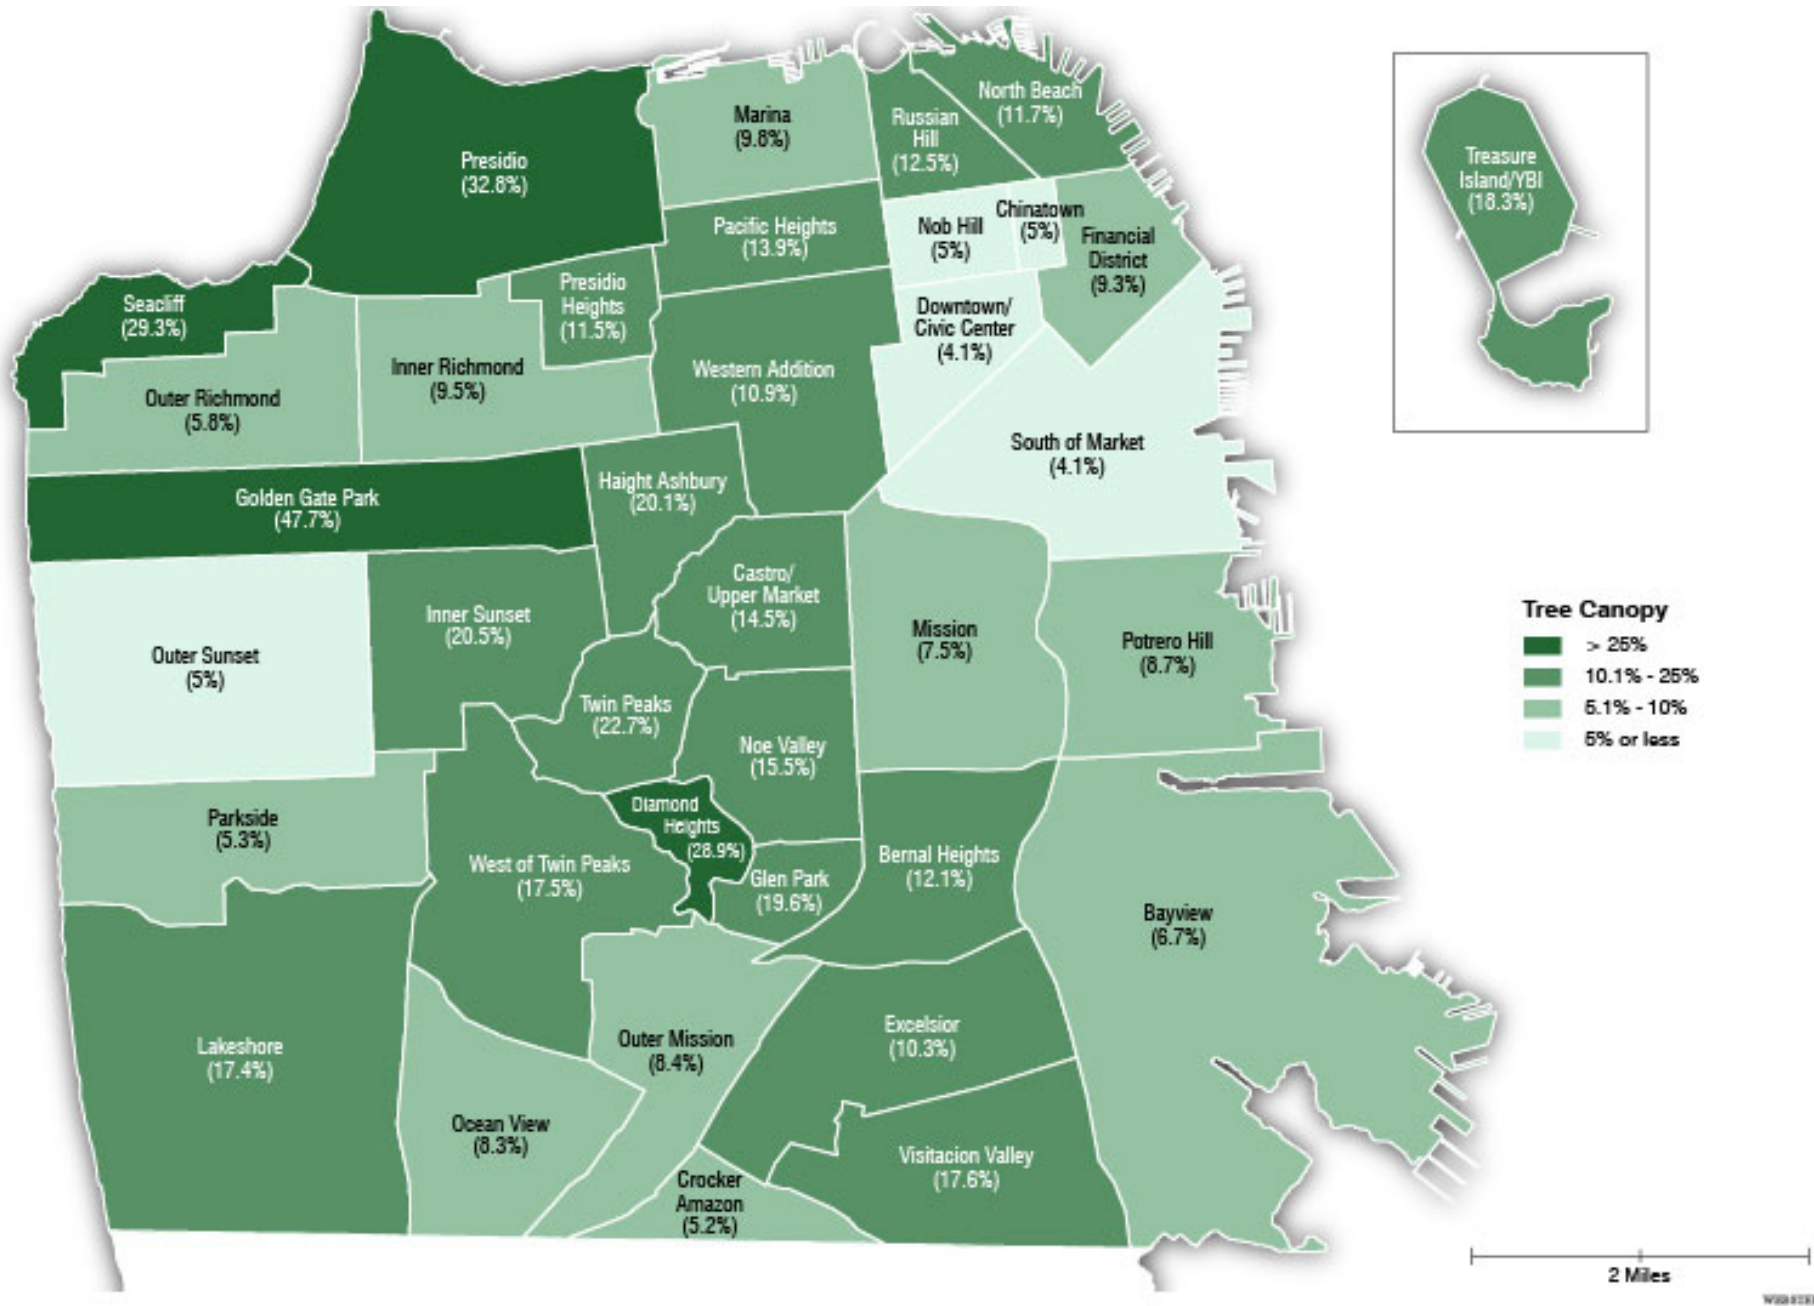 Presidio
(32.8%)
Marina
(9.8%)
Russian
Hill
(12.5%)
North Beach
(11.7%)
Treasure
Island/YBI
(18.3%)
Pacific Heights
(13.9%)
Nob Hill
(5%)
Chinatown
(5%)
Financial
District
(9.3%)
Seacliff
(29.3%)
Presidio
Heights
(11.5%)
Downtown/
Civic Center
(4.1%)
Outer Richmond
(5.8%)
Inner Richmond
(9.5%)
Western Addition
(10.9%)
South of Market
(4.1%)
Golden Gate Park
(47.7%)
Haight Ashbury
(20.1%)
Outer Sunset
(5%)
Inner Sunset
(20.5%)
Castro/
Upper Market
(14.5%)
Mission
(7.5%)
Potrero Hill
(8.7%)
Tree Canopy
> 25%
10.1% - 25%
5.1% - 10%
5% or less
Twin Peaks
(22.7%)
Noe Valley
(15.5%)
Parkside
(5.3%)
Diamond
Heights
(28.9%)
West of Twin Peaks
(17.5%)
Glen Park
(19.6%)
Bernal Heights
(12.1%)
Bayview
(6.7%)
Lakeshore
(17.4%)
Ocean View
(8.3%)
Outer Mission
(8.4%)
Excelsior
(10.3%)
Crocker
Amazon
(5.2%)
Visitacion Valley
(17.6%)
2 Miles